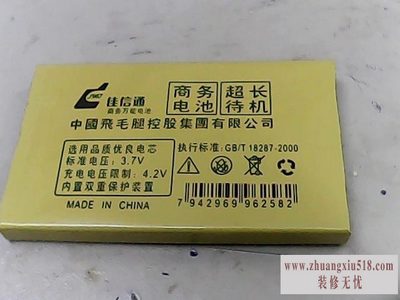 佳信通
商务万能电池
商务电池
超长待机
中國飛毛腿控股集團有限公司
选用品质优良电芯
标准电压:3.7V
充电电压限制:4.2V
内置双重保护装置
MADE IN CHINA
执行标准:GB/T 18287-2000
7 942969 962582
www.zhuangxiu518.com
装修无忧